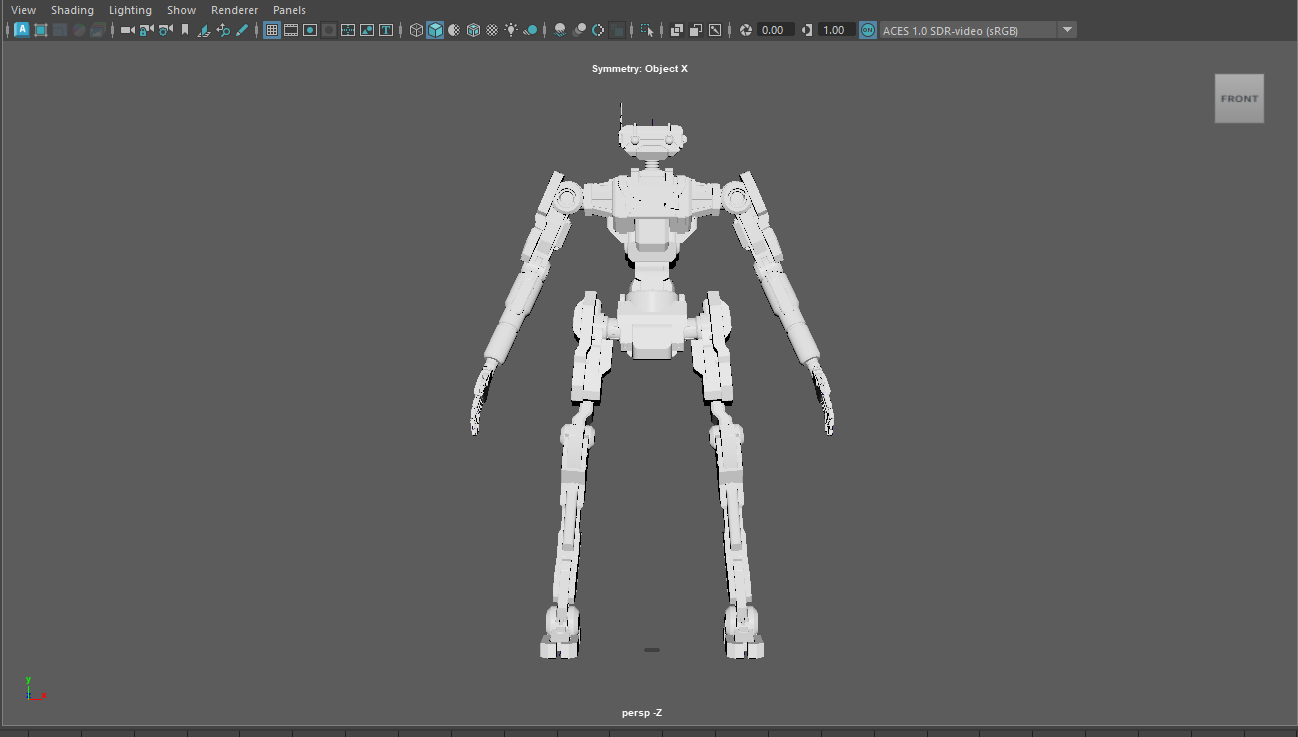 View Shading Lighting Show Renderer Panels
A T 0.00 1.00 ON ACES 1.0 SDR-video (sRGB)
Symmetry: Object X
FRONT
y
x
persp -Z